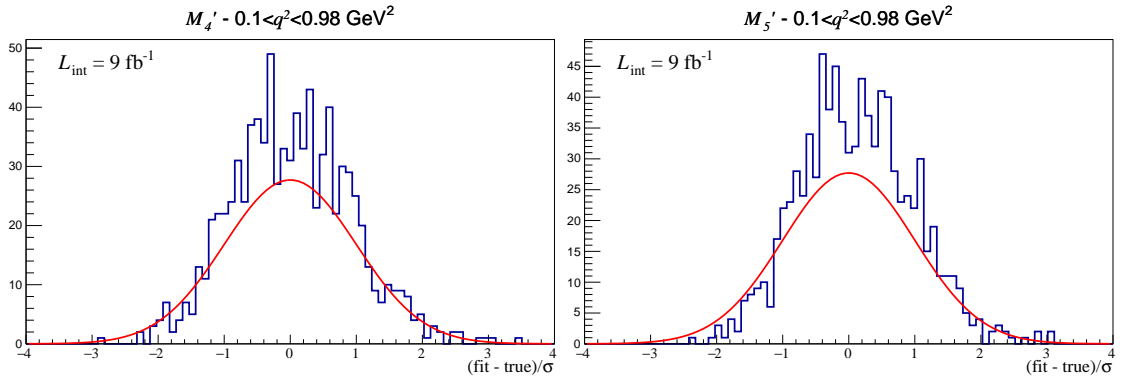 M₄' - 0.1<q²<0.98 GeV²
L_int = 9 fb⁻¹
50
40
30
20
10
0
−4 −3 −2 −1 0 1 2 3 4
(fit - true)/σ
M₅' - 0.1<q²<0.98 GeV²
L_int = 9 fb⁻¹
45
40
35
30
25
20
15
10
5
0
−4 −3 −2 −1 0 1 2 3 4
(fit - true)/σ